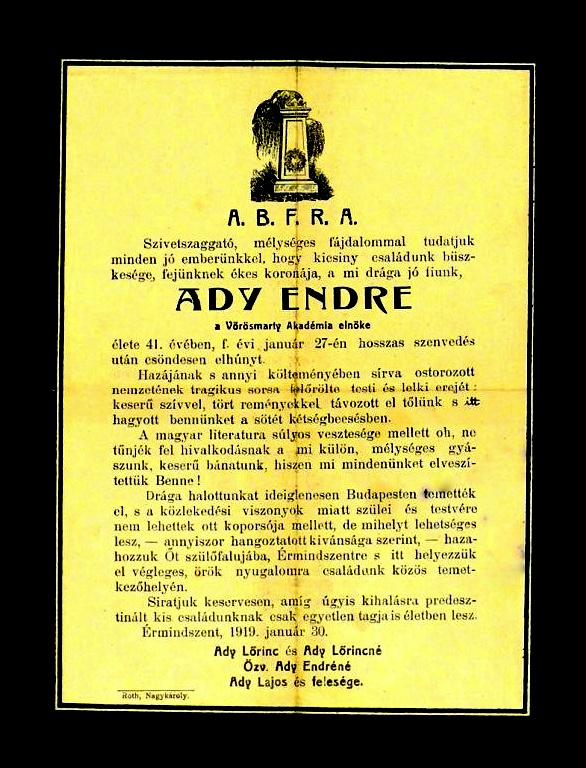 A. B. F. R. A.
Szivetszaggató, mélységes fájdalommal tudatjuk
minden jó emberünkkel, hogy kicsiny családunk büsz-
kesége, fejünknek ékes koronája, a mi drága jó fiunk,
ADY ENDRE
a Vörösmarty Akadémia elnöke
élete 41. évében, f. évi január 27-én hosszas szenvedés
után csöndesen elhúnyt.
Hazájának s annyi költeményében sírva ostorozott
nemzetének tragikus sorsa felőrölte testi és lelki erejét:
keserű szívvel, tört reményekkel távozott el tőlünk s itt
hagyott bennünket a sötét kétségbeesésben.
A magyar literatura súlyos vesztesége mellett oh, ne
tűnjék fel hivalkodásnak a mi külön, mélységes gyá-
szunk, keserű bánatunk, hiszen mi mindenünket elveszí-
tettük Benne!
Drága halottunkat ideiglenesen Budapesten temették
el, s a közlekedési viszonyok miatt szülei és testvére
nem lehettek ott koporsója mellett, de mihelyt lehetséges
lesz, — annyiszor hangoztatott kivánsága szerint, — haza-
hozzuk Őt szülőfalujába, Érmindszentre s itt helyezzük
el végleges, örök nyugalomra családunk közös temet-
kezőhelyén.
Siratjuk keservesen, amíg úgyis kihalásra predesz-
tinált kis családunknak csak egyetlen tagja is életben lesz.
Érmindszent, 1919. január 30.
Ady Lőrinc és Ady Lőrincné
Özv. Ady Endréné
Ady Lajos és felesége.
Róth, Nagykároly.